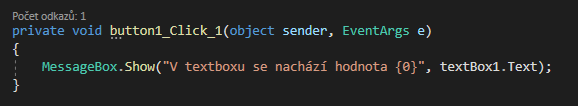 Počet odkazů: 1
private void button1_Click_1(object sender, EventArgs e)
{
MessageBox.Show("V textboxu se nachází hodnota {0}", textBox1.Text);
}